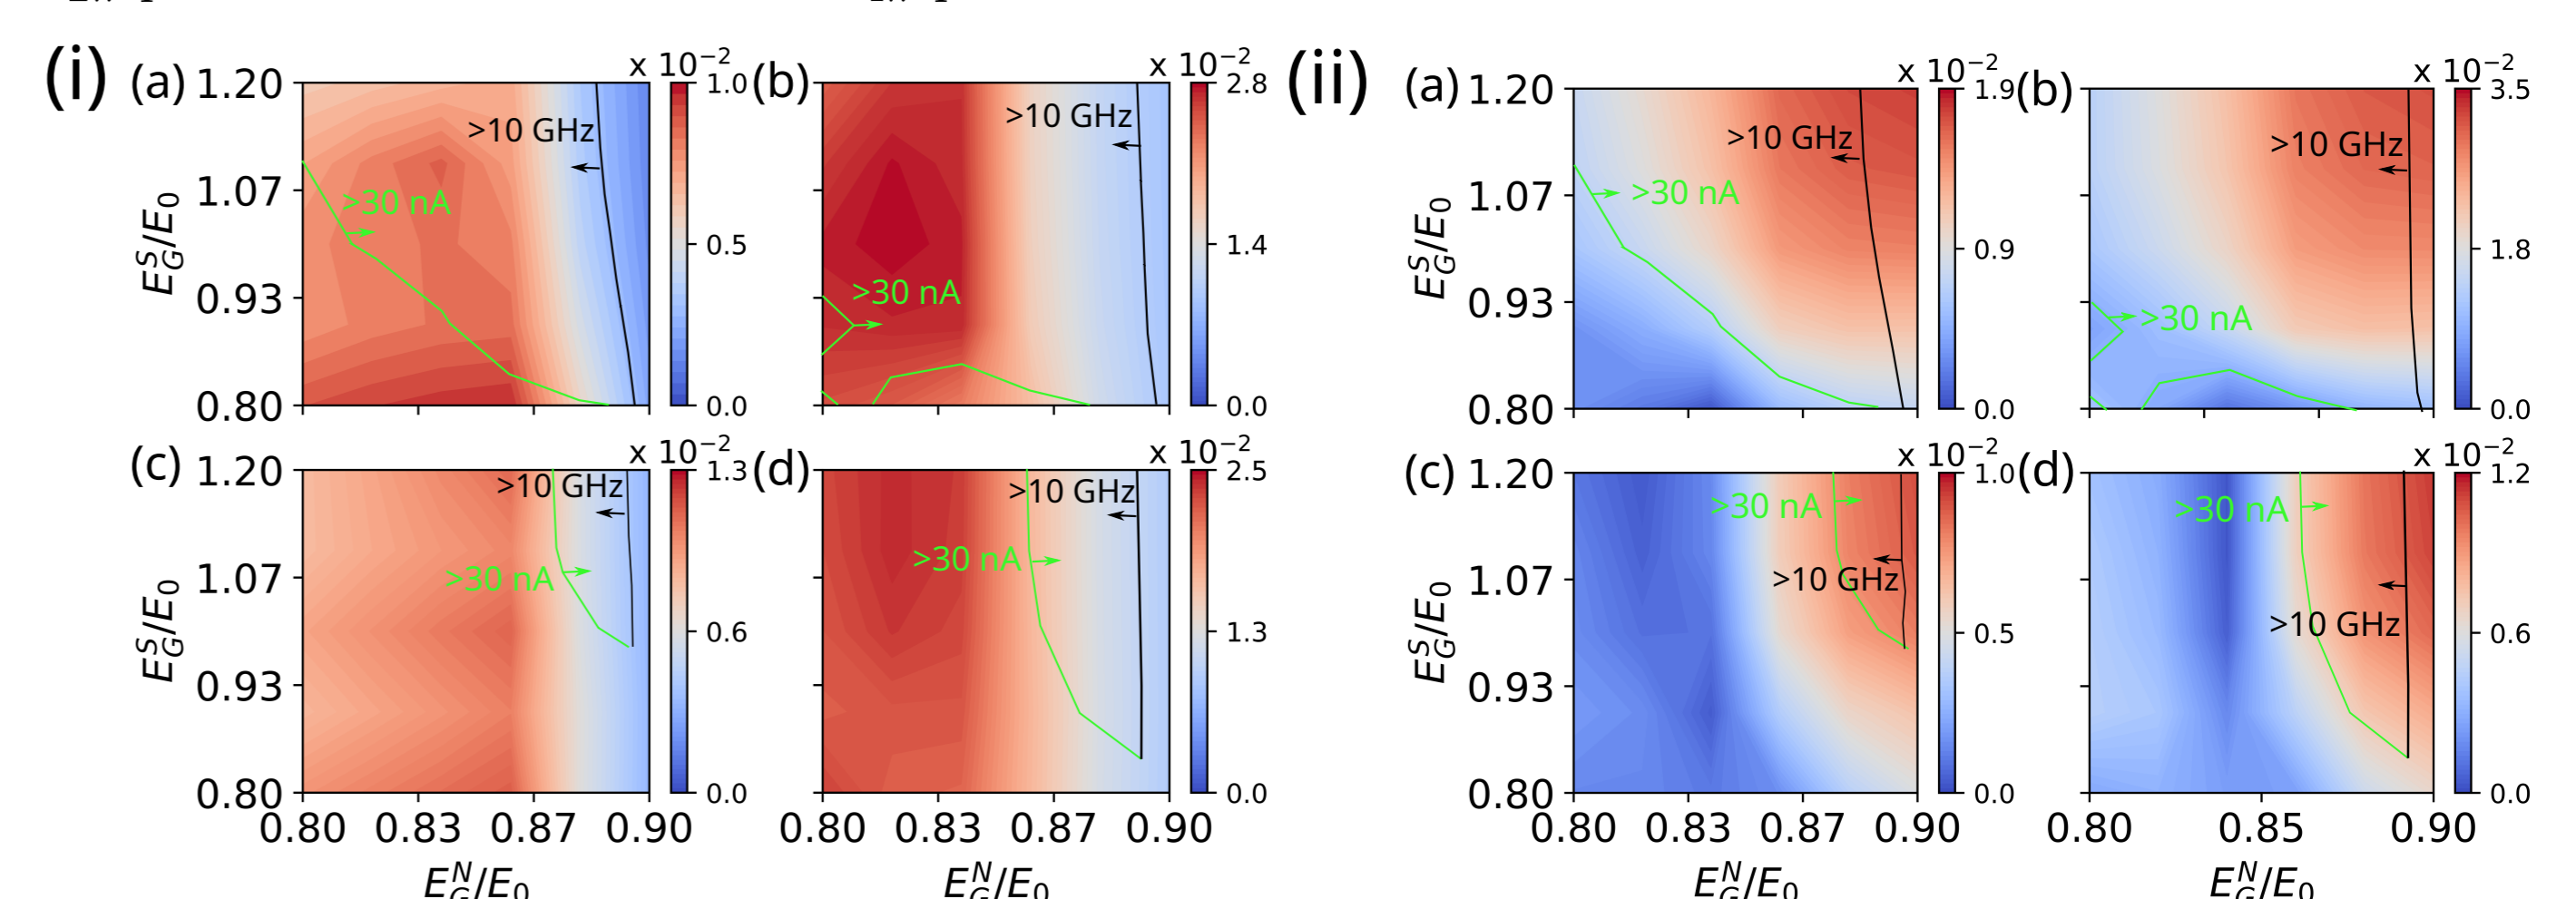 (i)
(a)
x 10⁻²
1.20
1.07
0.93
0.80
E_G^S/E_0
>10 GHz
>30 nA
1.0
0.5
0.0
(b)
x 10⁻²
>10 GHz
>30 nA
2.8
1.4
0.0
(c)
x 10⁻²
1.20
1.07
0.93
0.80
E_G^S/E_0
>10 GHz
>30 nA
1.3
0.6
0.0
0.80 0.83 0.87 0.90
E_G^N/E_0
(d)
x 10⁻²
>10 GHz
>30 nA
2.5
1.3
0.0
0.80 0.83 0.87 0.90
E_G^N/E_0
(ii)
(a)
x 10⁻²
1.20
1.07
0.93
0.80
E_G^S/E_0
>10 GHz
>30 nA
1.9
0.9
0.0
(b)
x 10⁻²
>10 GHz
>30 nA
3.5
1.8
0.0
(c)
x 10⁻²
1.20
1.07
0.93
0.80
E_G^S/E_0
>30 nA
>10 GHz
1.0
0.5
0.0
0.80 0.83 0.87 0.90
E_G^N/E_0
(d)
x 10⁻²
>30 nA
>10 GHz
1.2
0.6
0.0
0.80 0.85 0.90
E_G^N/E_0